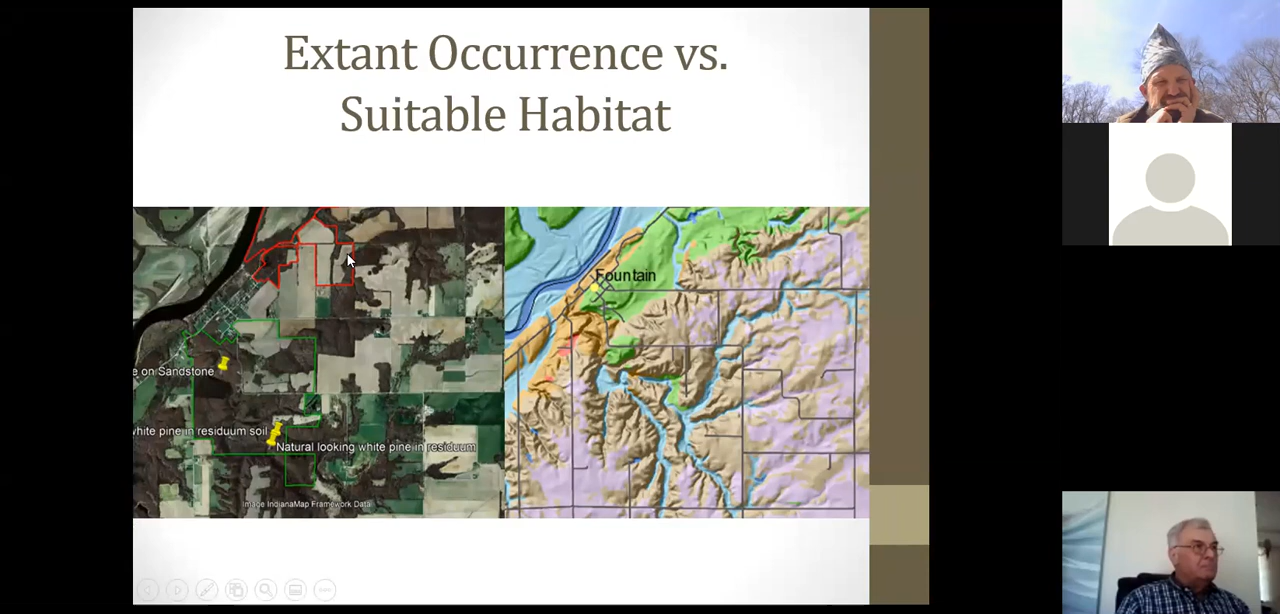 Extant Occurrence vs.
Suitable Habitat
Fountain
e on Sandstone
white pine in residuum soil
Natural looking white pine in residuum
Image IndianaMap Framework Data